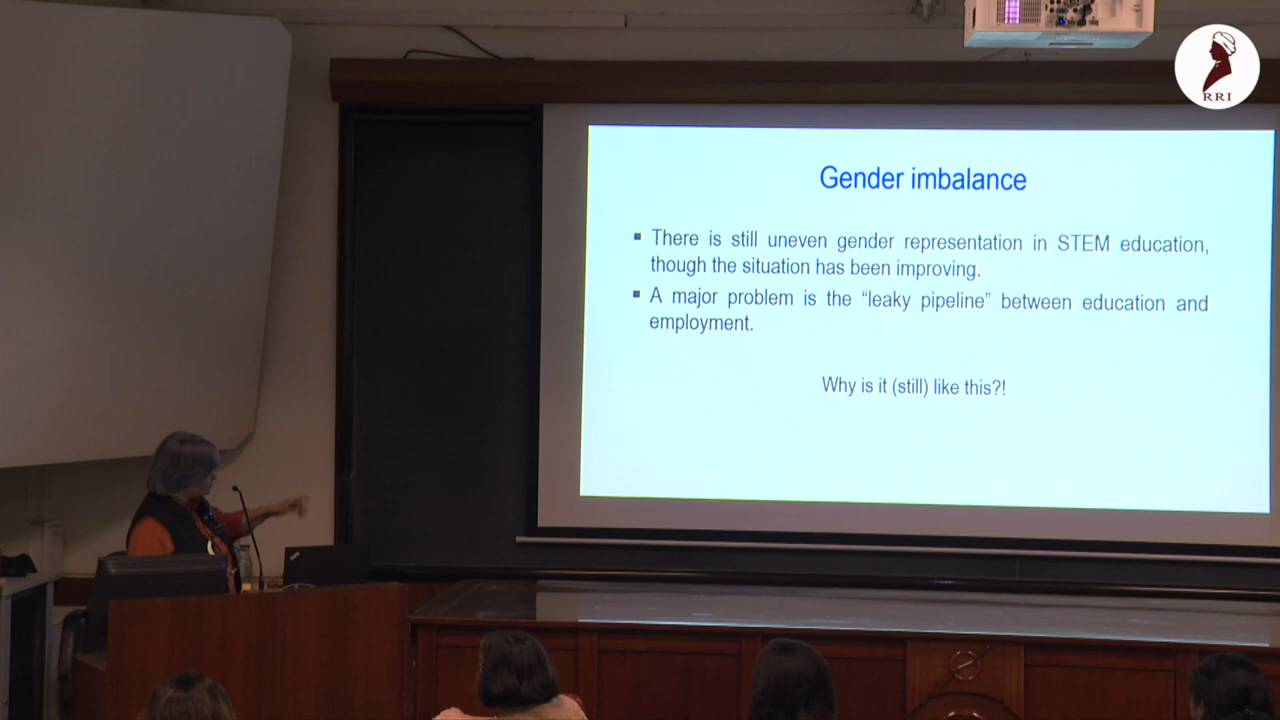 RRI
Gender imbalance
▪ There is still uneven gender representation in STEM education,
though the situation has been improving.
▪ A major problem is the “leaky pipeline” between education and
employment.
Why is it (still) like this?!